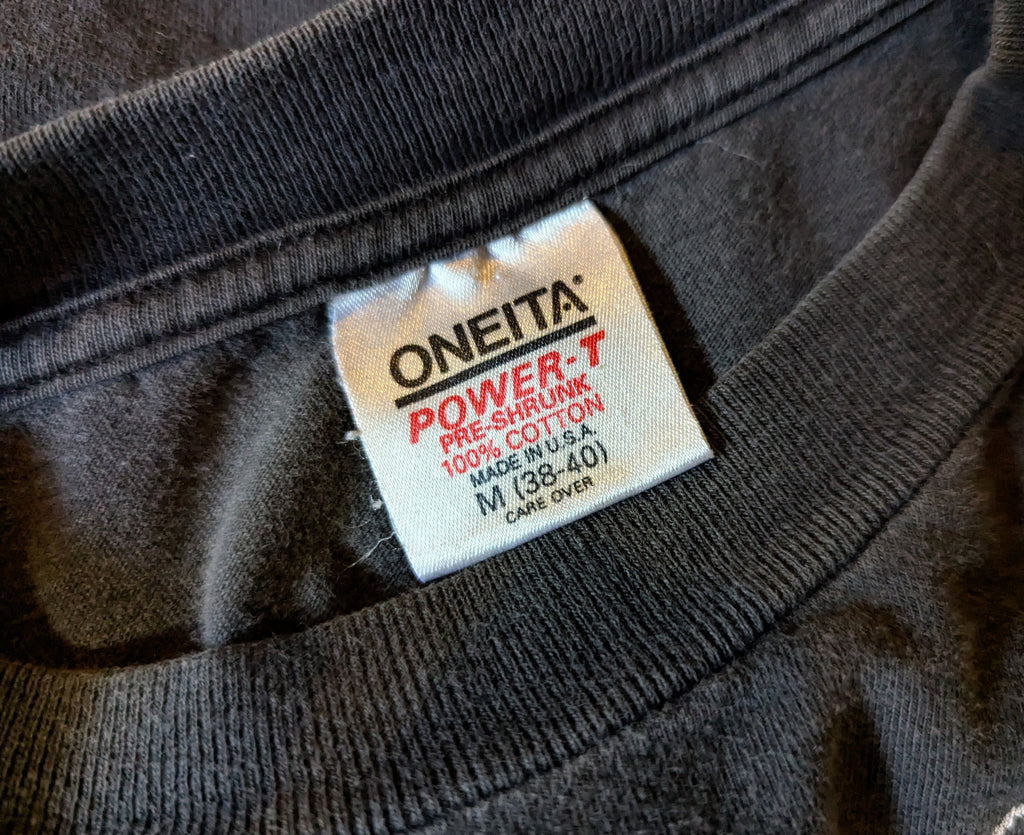 ONEITA®
POWER-T
PRE-SHRUNK
100% COTTON
MADE IN U.S.A.
M (38-40)
CARE OVER